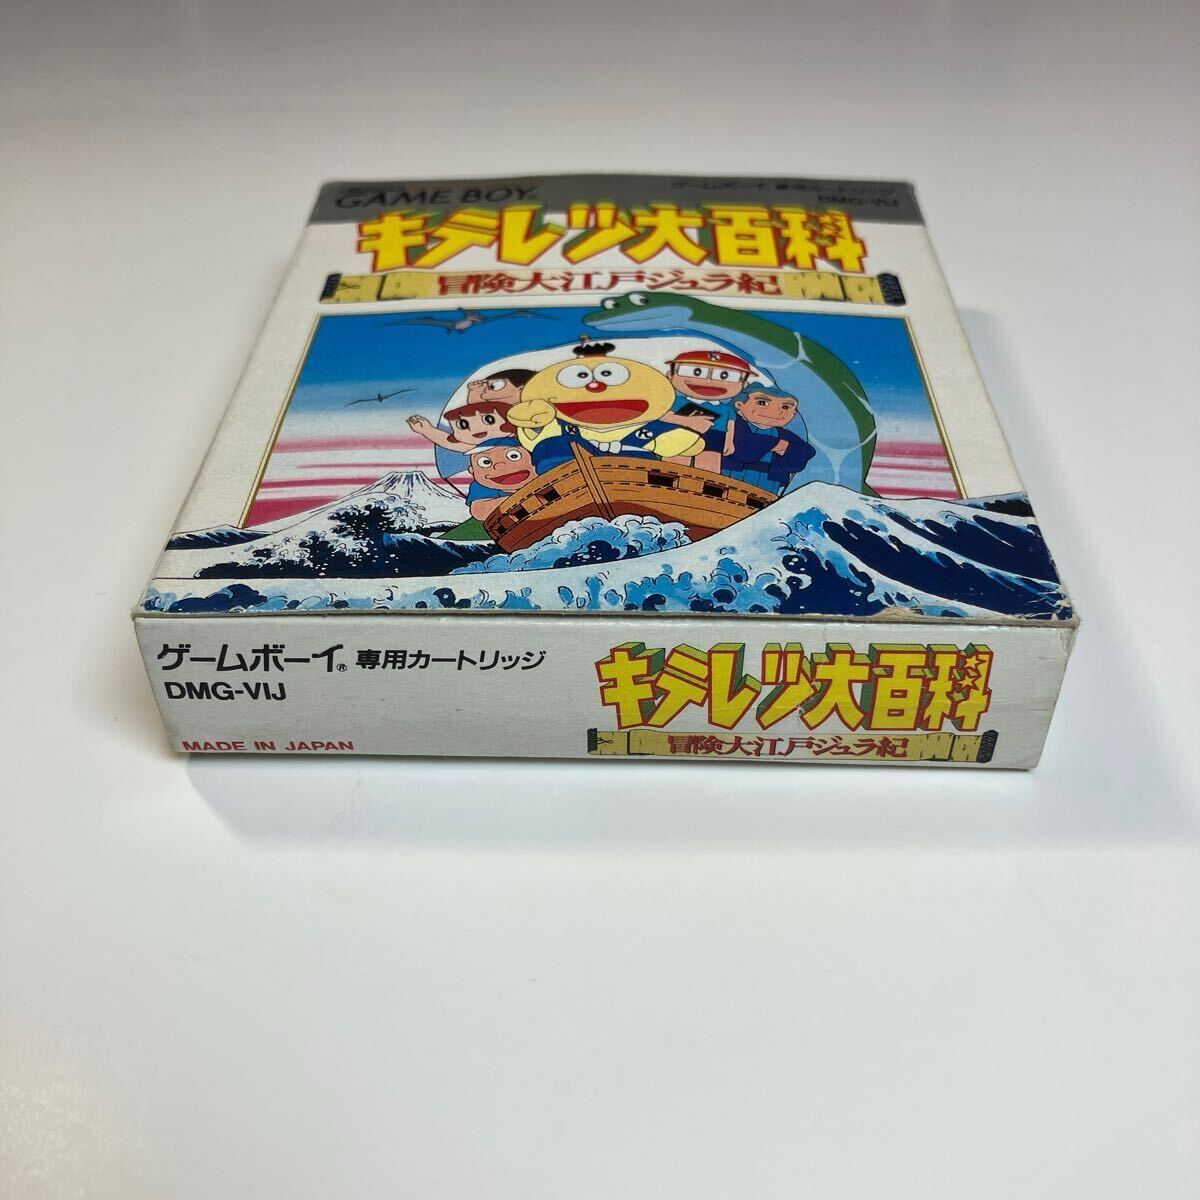 GAME BOY®
ゲームボーイ® 専用カートリッジ
DMG-VIJ
キテレツ大百科
冒険大江戸ジュラ紀
K
K
ゲームボーイ® 専用カートリッジ
DMG-VIJ
MADE IN JAPAN
キテレツ大百科
冒険大江戸ジュラ紀